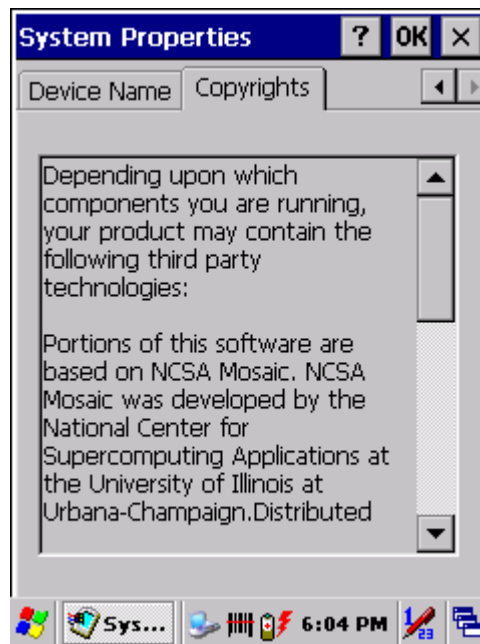 System Properties ? OK ×
Device Name Copyrights
Depending upon which
components you are running,
your product may contain the
following third party
technologies:
Portions of this software are
based on NCSA Mosaic. NCSA
Mosaic was developed by the
National Center for
Supercomputing Applications at
the University of Illinois at
Urbana-Champaign.Distributed
Sys... 6:04 PM 1/23